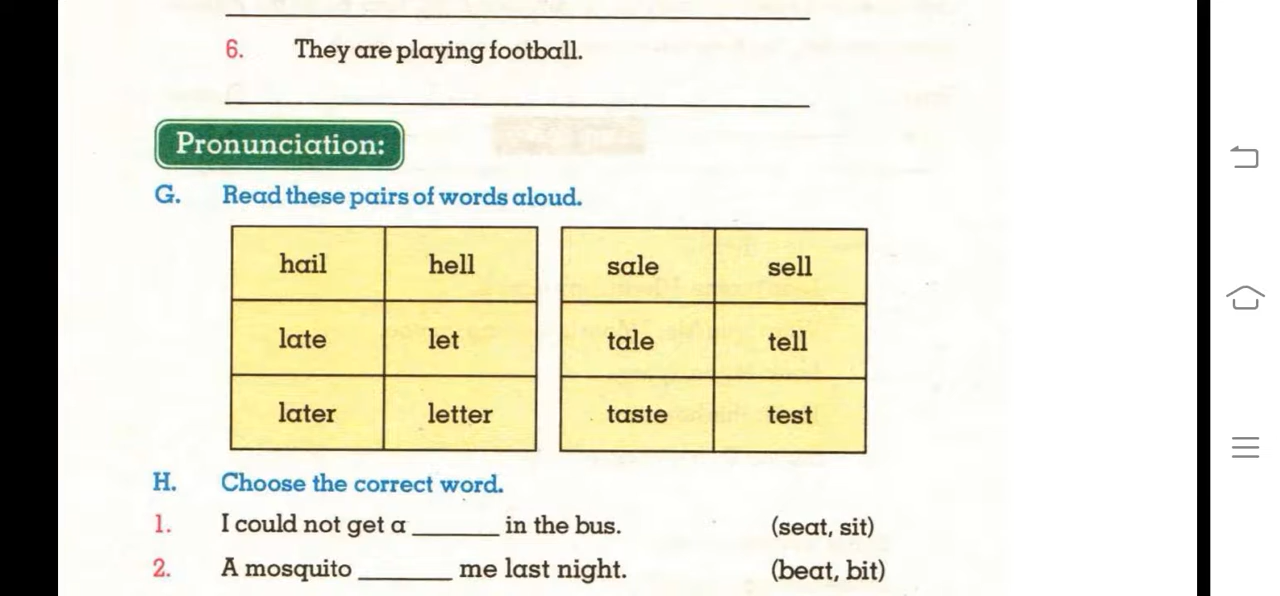 6. They are playing football.
Pronunciation:
G. Read these pairs of words aloud.
hail hell sale sell
late let tale tell
later letter taste test
H. Choose the correct word.
1. I could not get a ______ in the bus. (seat, sit)
2. A mosquito ______ me last night. (beat, bit)